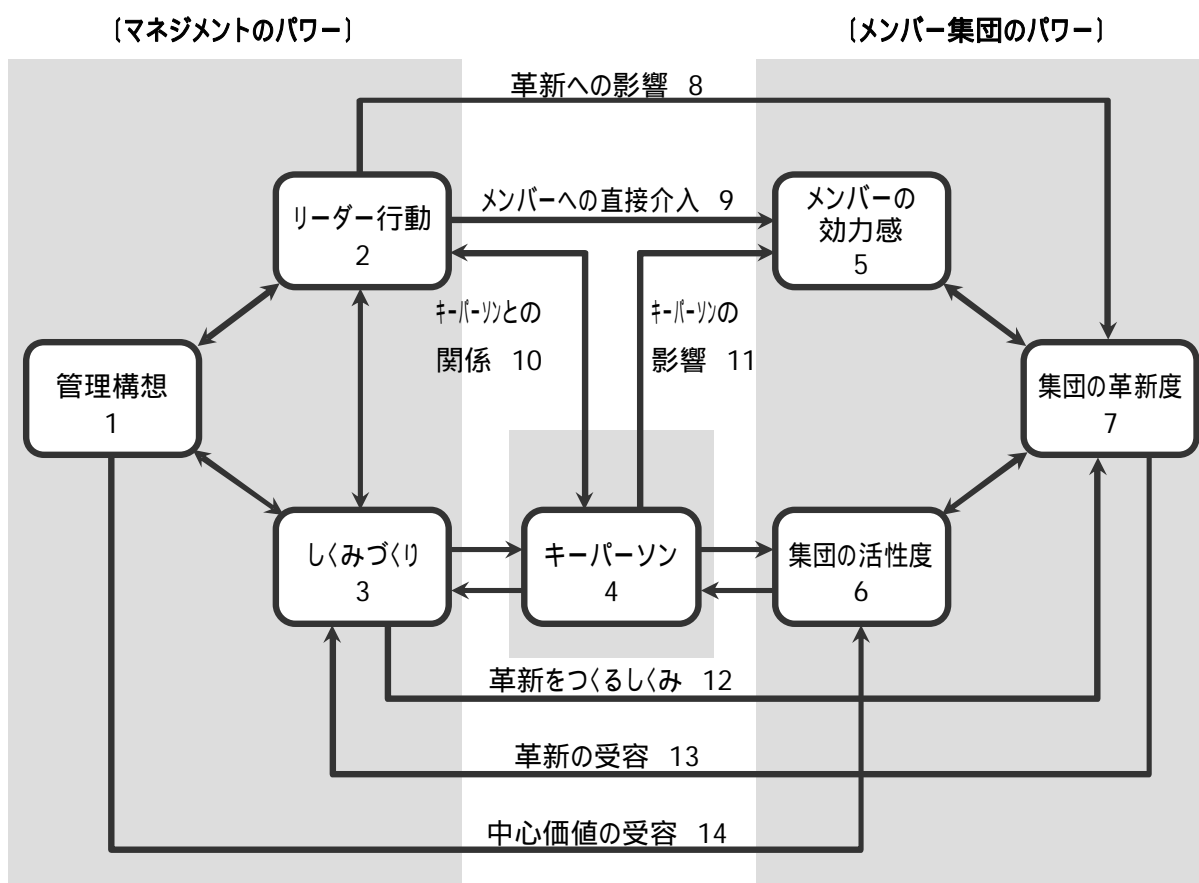 〔マネジメントのパワー〕
〔メンバー集団のパワー〕
革新への影響 8
リーダー行動
2
メンバーへの直接介入 9
メンバーの
効力感
5
キーパーソンとの
関係 10
キーパーソンの
影響 11
管理構想
1
集団の革新度
7
しくみづくり
3
キーパーソン
4
集団の活性度
6
革新をつくるしくみ 12
革新の受容 13
中心価値の受容 14